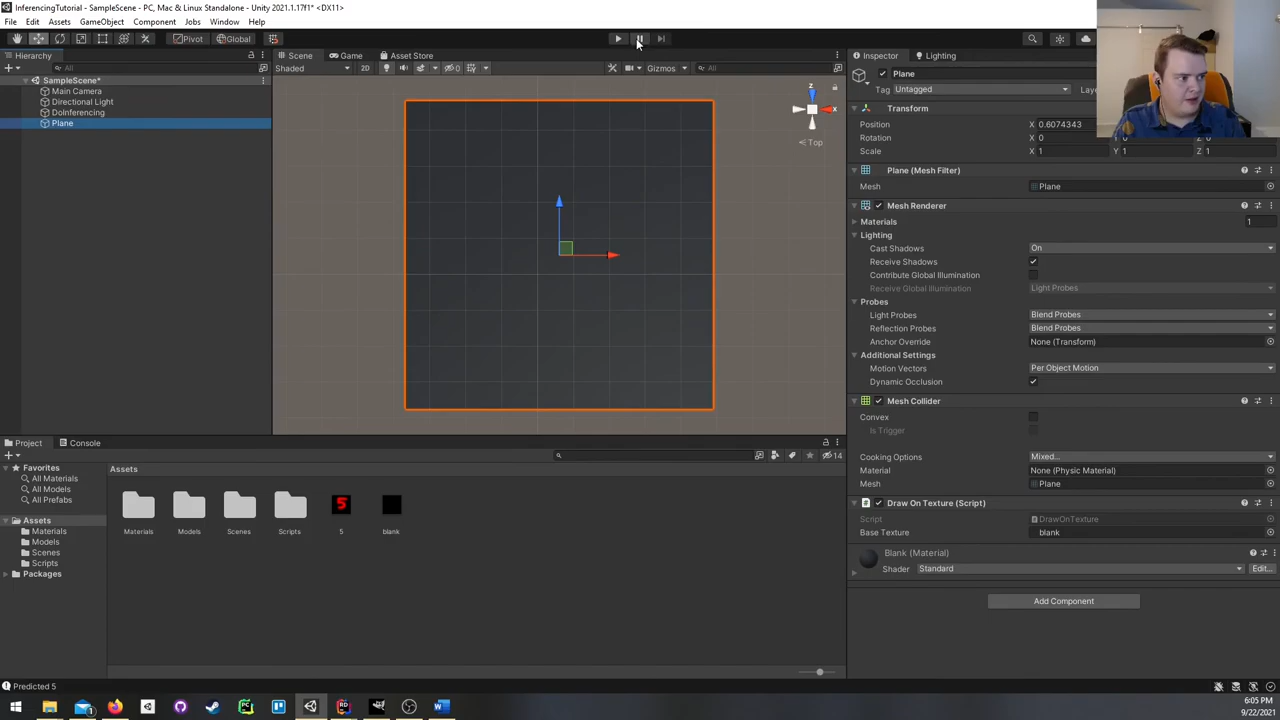 InferencingTutorial - SampleScene - PC, Mac & Linux Standalone - Unity 2021.1.17f1* <DX11>
File Edit Assets GameObject Component Jobs Window Help
Pivot Global
Hierarchy
All
SampleScene*
Main Camera
Directional Light
DoInferencing
Plane
Scene Game Asset Store
Shaded 2D 0 Gizmos All
z
x
Top
Inspector Lighting
Plane
Tag Untagged
Transform
Position X 0.6074343
Rotation X 0
Scale X 1 Y 1 Z 1
Plane (Mesh Filter)
Mesh Plane
Mesh Renderer
Materials 1
Lighting
Cast Shadows On
Receive Shadows
Contribute Global Illumination
Receive Global Illumination Light Probes
Probes
Light Probes Blend Probes
Reflection Probes Blend Probes
Anchor Override None (Transform)
Additional Settings
Motion Vectors Per Object Motion
Dynamic Occlusion
Mesh Collider
Convex
Is Trigger
Cooking Options Mixed...
Material None (Physic Material)
Mesh Plane
Draw On Texture (Script)
Script DrawOnTexture
Base Texture blank
Blank (Material)
Shader Standard Edit...
Add Component
Project Console
14
Favorites
All Materials
All Models
All Prefabs
Assets
Materials
Models
Scenes
Scripts
Packages
Assets
5
Materials Models Scenes Scripts 5 blank
Predicted 5
6:05 PM
9/22/2021